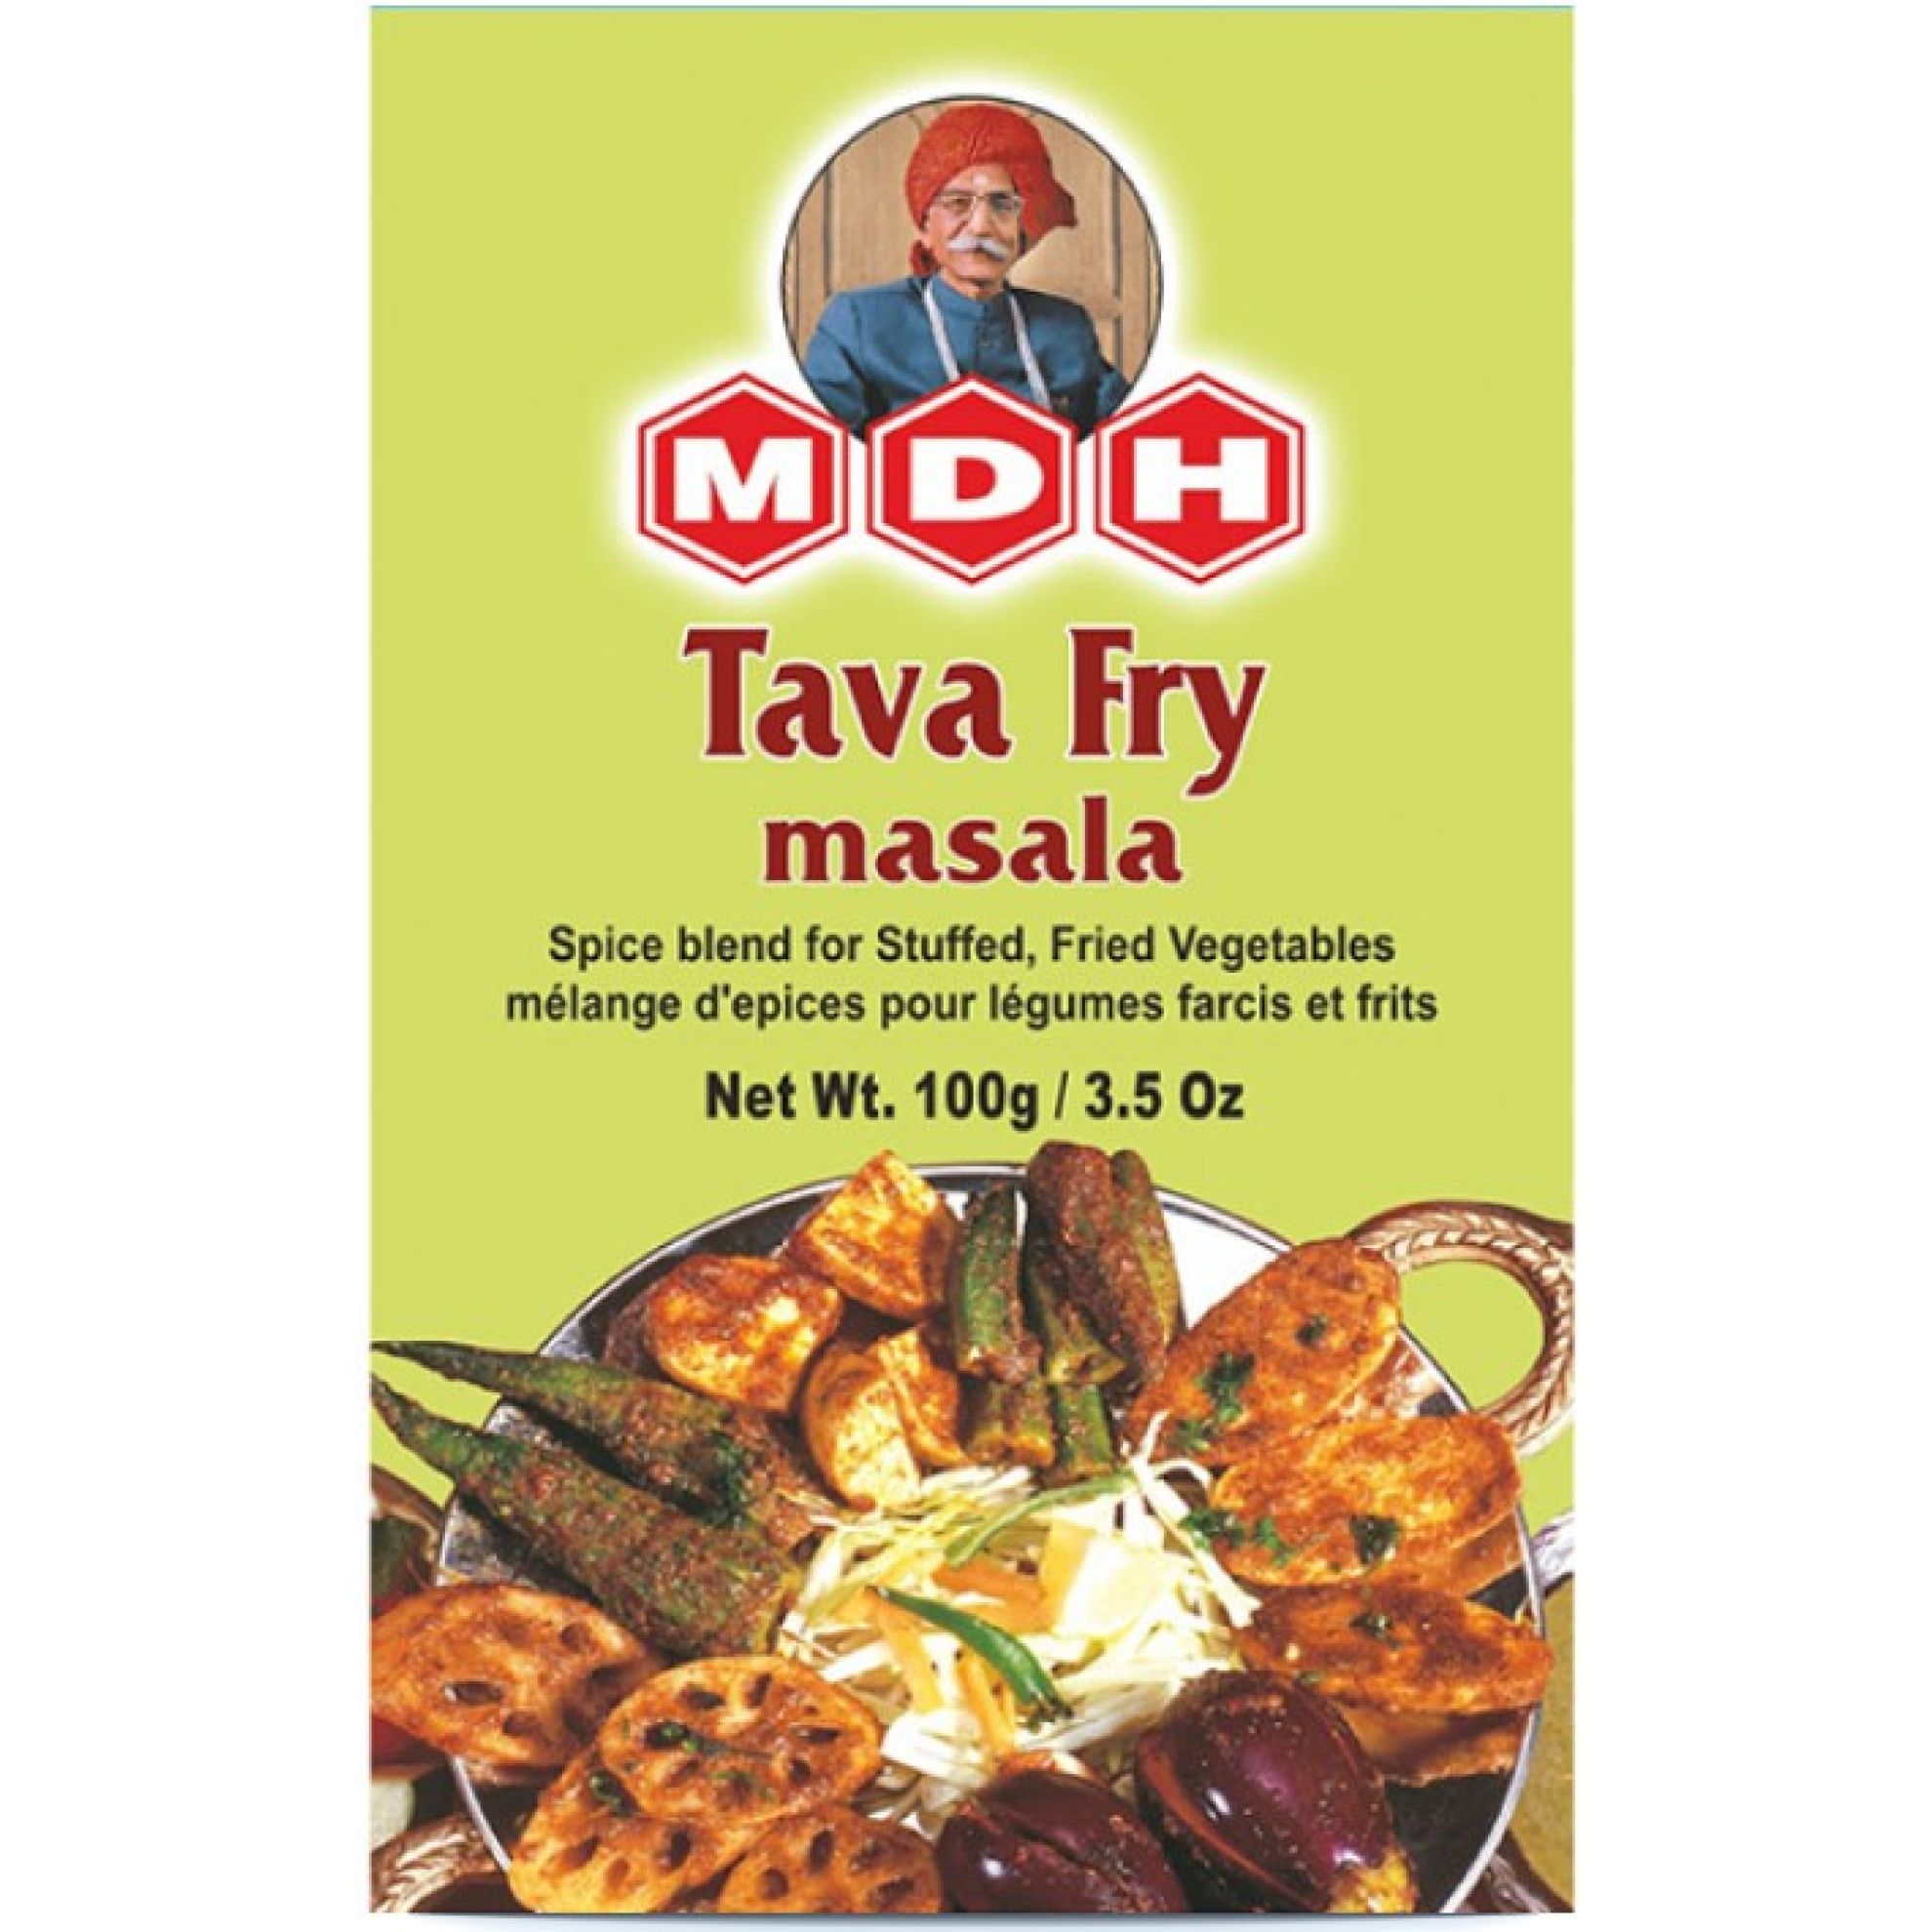 MDH
Tava Fry
masala
Spice blend for Stuffed, Fried Vegetables
mélange d'epices pour légumes farcis et frits
Net Wt. 100g / 3.5 Oz